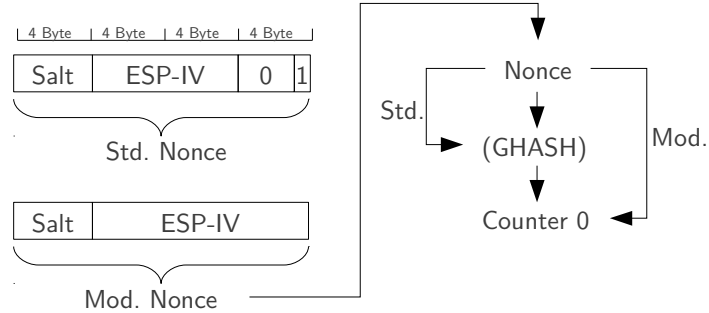 4 Byte 4 Byte 4 Byte 4 Byte
Salt ESP-IV 0 1
Std. Nonce
Salt ESP-IV
Mod. Nonce
Nonce
Std.
(GHASH)
Mod.
Counter 0